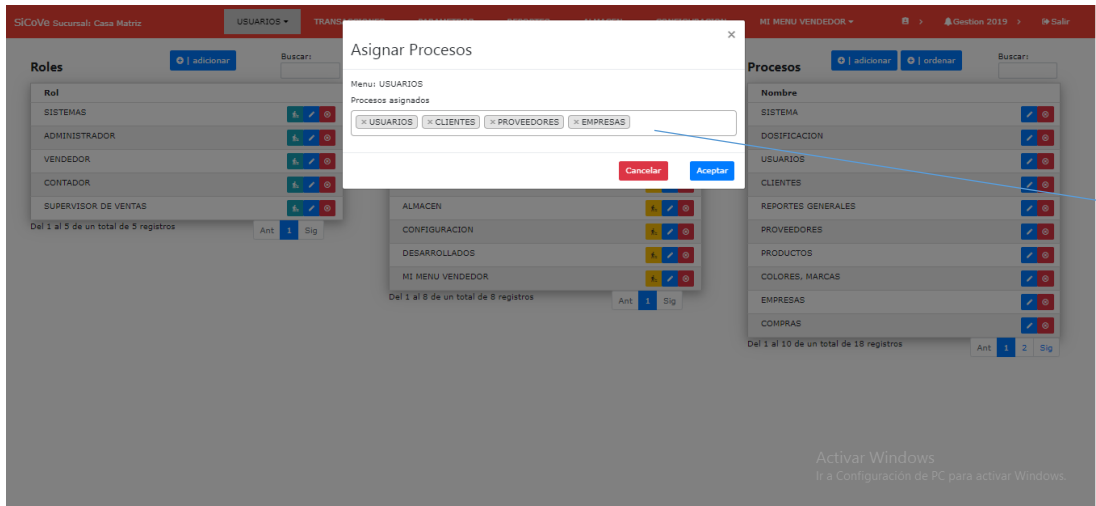 SiCoVe Sucursal: Casa Matriz
USUARIOS
MI MENU VENDEDOR
Gestion 2019
Salir
Roles
adicionar
Buscar:
Rol
SISTEMAS
ADMINISTRADOR
VENDEDOR
CONTADOR
SUPERVISOR DE VENTAS
Del 1 al 5 de un total de 5 registros
Ant 1 Sig
×
Asignar Procesos
Menu: USUARIOS
Procesos asignados
× USUARIOS × CLIENTES × PROVEEDORES × EMPRESAS
Cancelar Aceptar
ALMACEN
CONFIGURACION
DESARROLLADOS
MI MENU VENDEDOR
Del 1 al 8 de un total de 8 registros
Ant 1 Sig
Procesos
| adicionar
| ordenar
Buscar:
Nombre
SISTEMA
DOSIFICACION
USUARIOS
CLIENTES
REPORTES GENERALES
PROVEEDORES
PRODUCTOS
COLORES, MARCAS
EMPRESAS
COMPRAS
Del 1 al 10 de un total de 18 registros
Ant 1 2 Sig
Activar Windows
Ir a Configuración de PC para activar Windows.